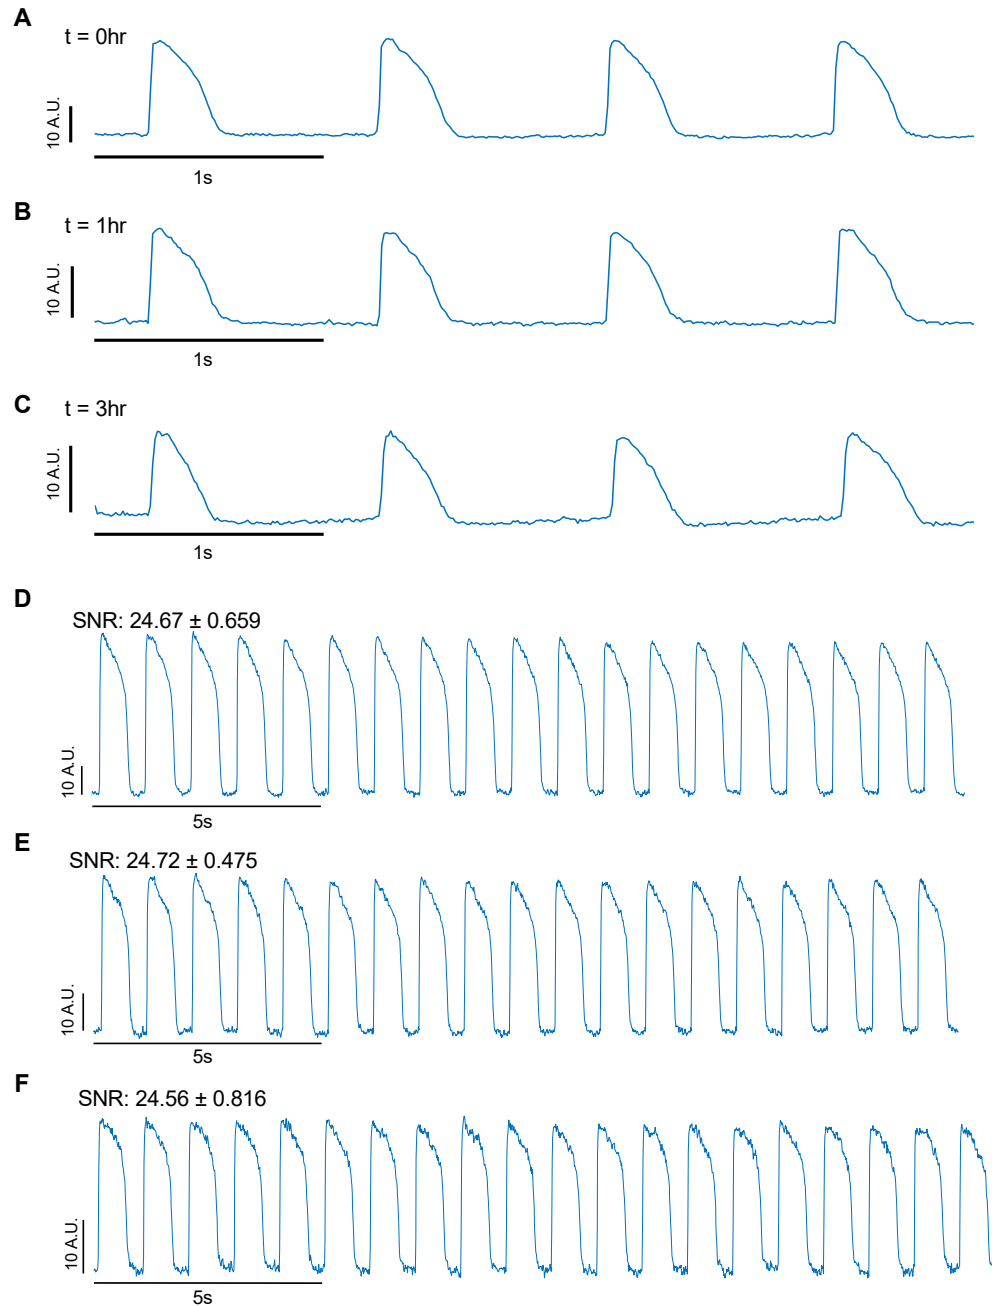 A
t = 0hr
10 A.U.
1s
B
t = 1hr
10 A.U.
1s
C
t = 3hr
10 A.U.
1s
D
SNR: 24.67 ± 0.659
10 A.U.
5s
E
SNR: 24.72 ± 0.475
10 A.U.
5s
F
SNR: 24.56 ± 0.816
10 A.U.
5s